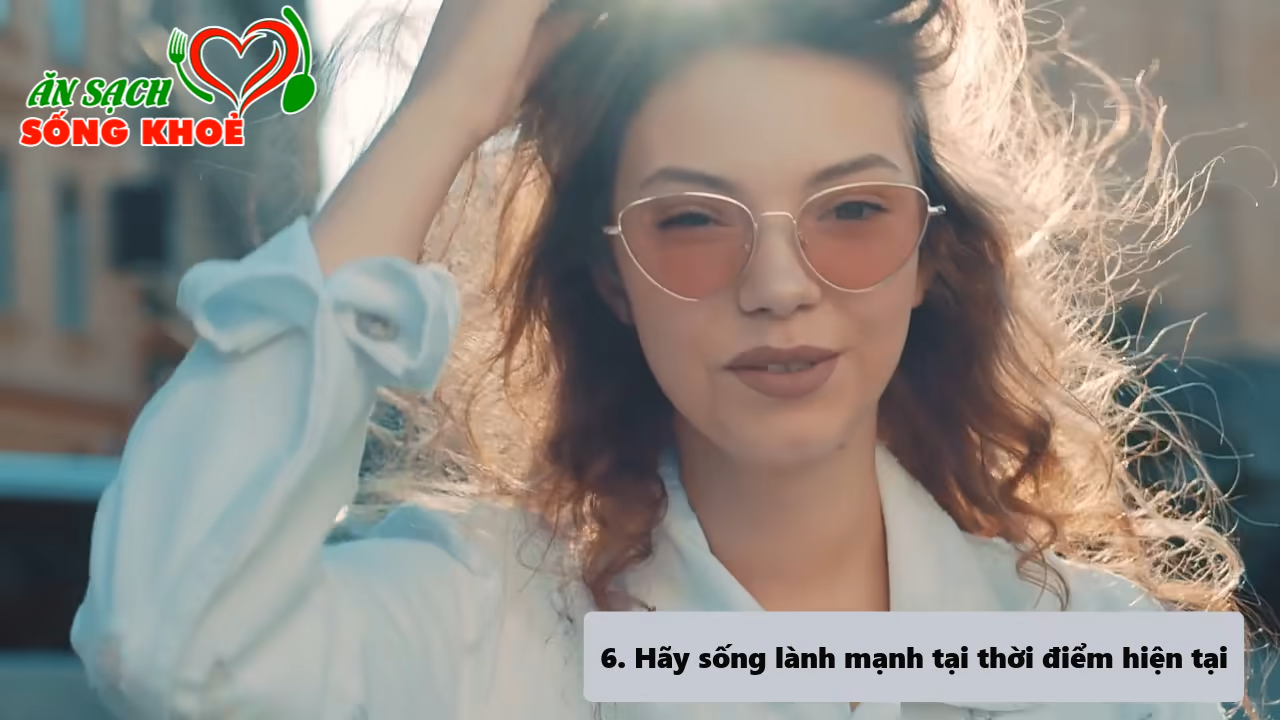 ĂN SẠCH
SỐNG KHOẺ
6. Hãy sống lành mạnh tại thời điểm hiện tại